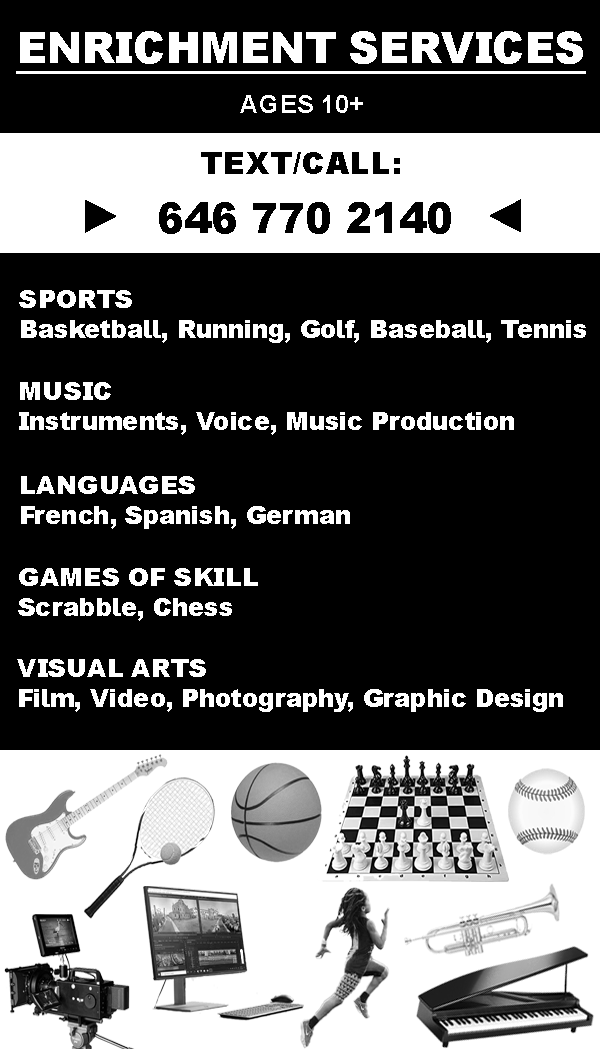 ENRICHMENT SERVICES
AGES 10+
TEXT/CALL:
646 770 2140
SPORTS
Basketball, Running, Golf, Baseball, Tennis
MUSIC
Instruments, Voice, Music Production
LANGUAGES
French, Spanish, German
GAMES OF SKILL
Scrabble, Chess
VISUAL ARTS
Film, Video, Photography, Graphic Design